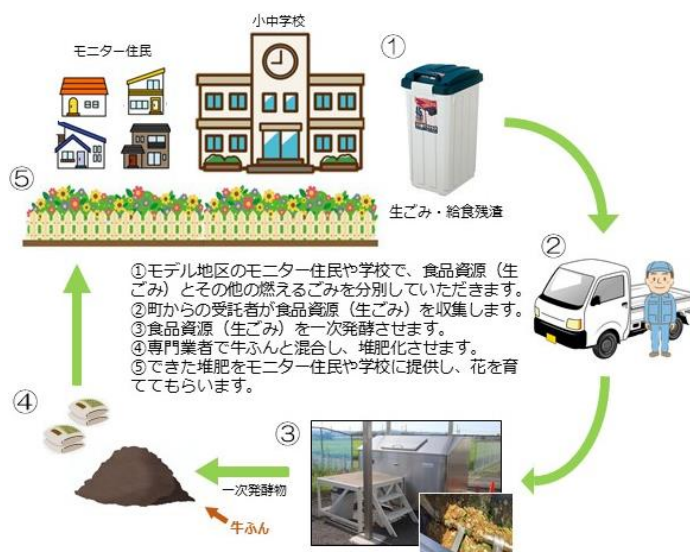 小中学校
モニター住民
①
⑤
生ごみ・給食残渣
②
①モデル地区のモニター住民や学校で、食品資源（生
ごみ）とその他の燃えるごみを分別していただきます。
②町からの受託者が食品資源（生ごみ）を収集します。
③食品資源（生ごみ）を一次発酵させます。
④専門業者で牛ふんと混合し、堆肥化させます。
⑤できた堆肥をモニター住民や学校に提供し、花を育
ててもらいます。
④
③
一次発酵物
牛ふん